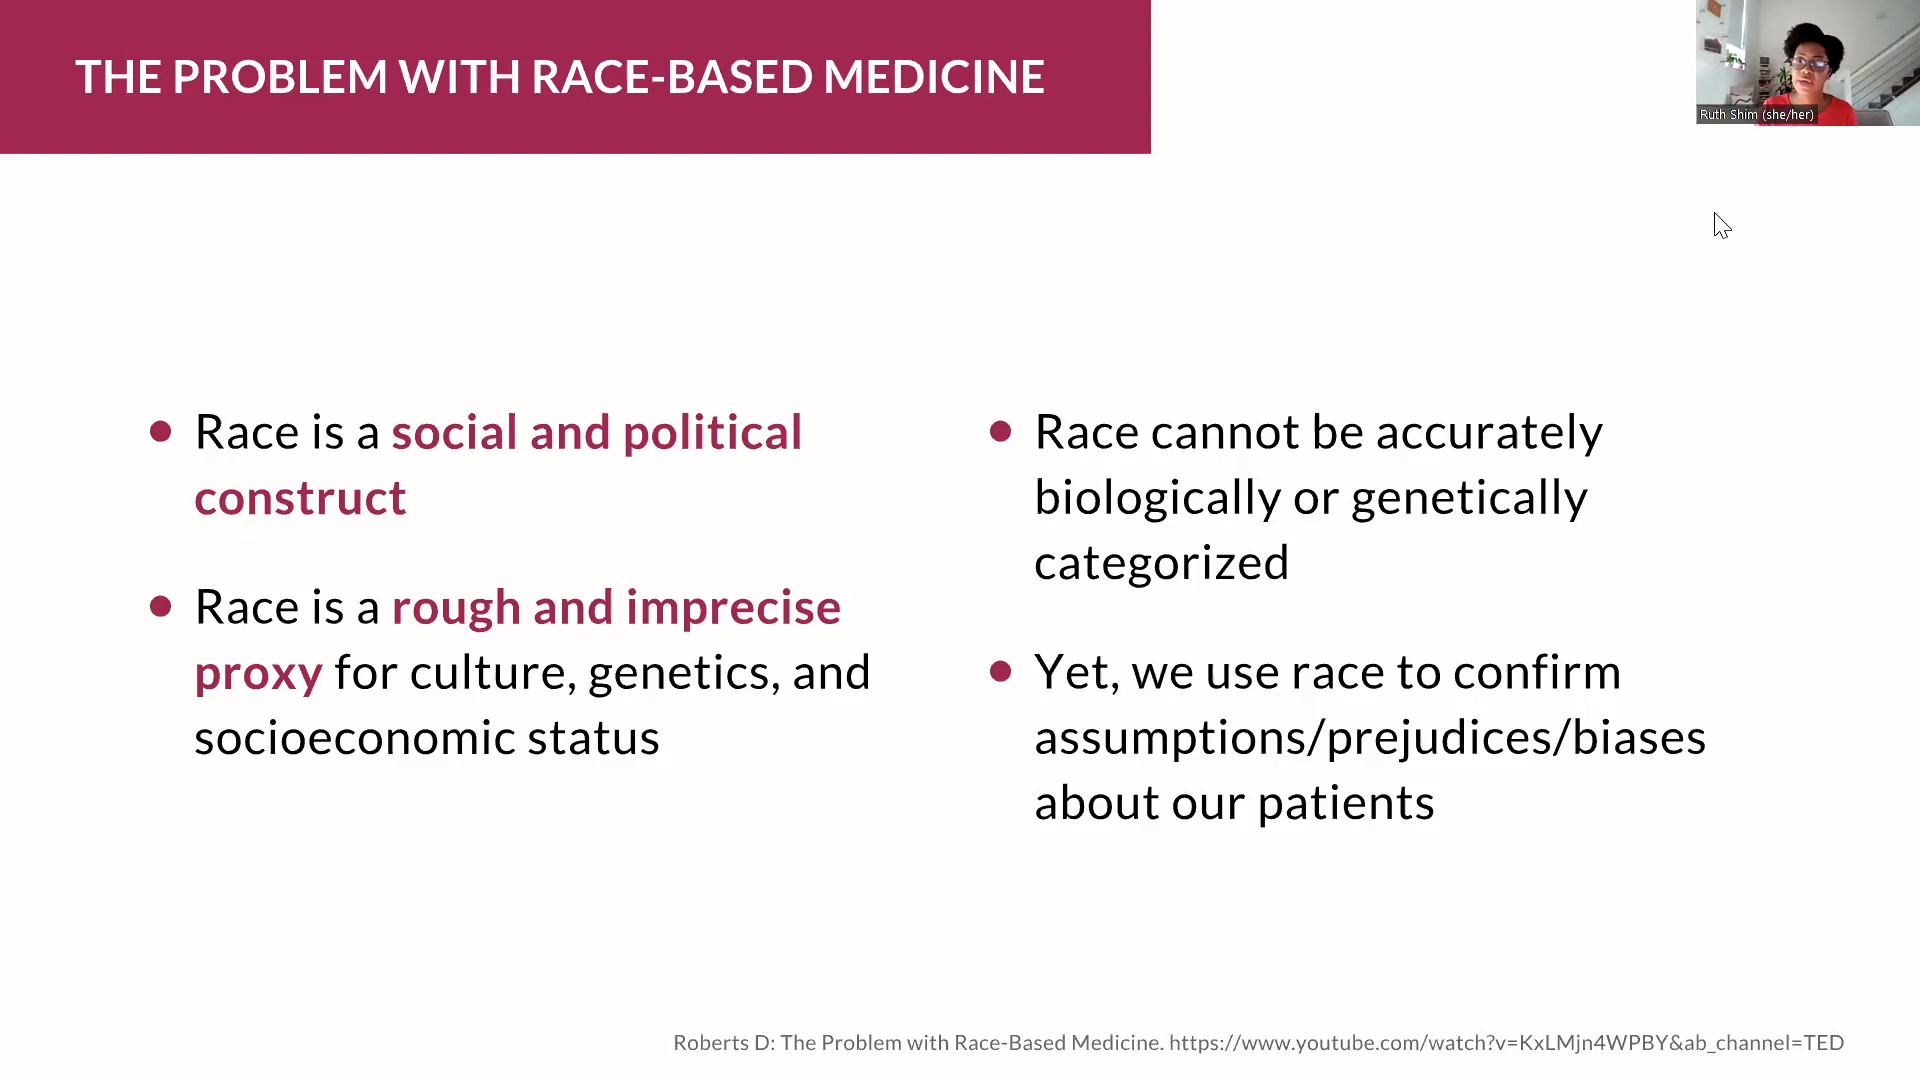 THE PROBLEM WITH RACE-BASED MEDICINE
Ruth Shim (she/her)
• Race is a social and political
construct
• Race is a rough and imprecise
proxy for culture, genetics, and
socioeconomic status
• Race cannot be accurately
biologically or genetically
categorized
• Yet, we use race to confirm
assumptions/prejudices/biases
about our patients
Roberts D: The Problem with Race-Based Medicine. https://www.youtube.com/watch?v=KxLMjn4WPBY&ab_channel=TED